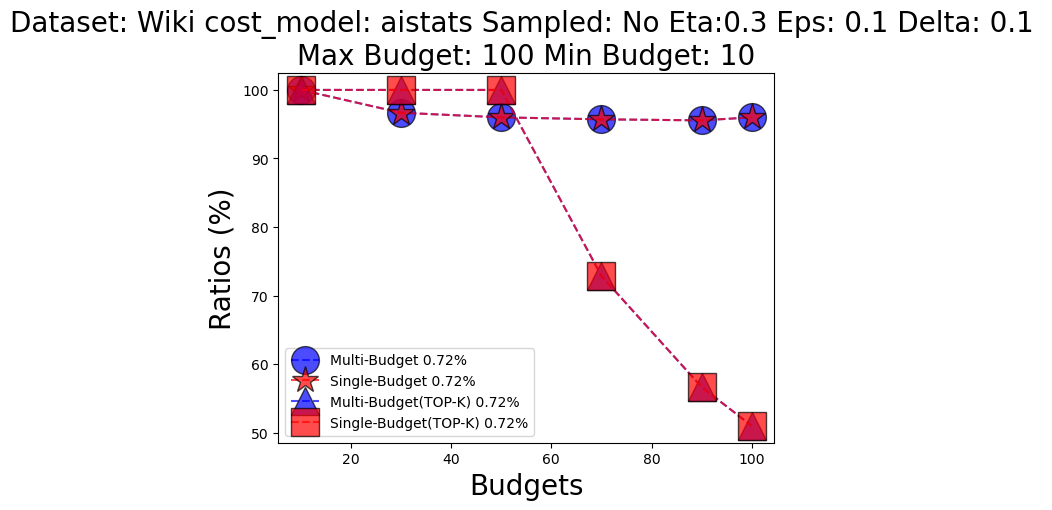 Dataset: Wiki cost_model: aistats Sampled: No Eta:0.3 Eps: 0.1 Delta: 0.1
Max Budget: 100 Min Budget: 10
100
90
80
70
60
50
Ratios (%)
Multi-Budget 0.72%
Single-Budget 0.72%
Multi-Budget(TOP-K) 0.72%
Single-Budget(TOP-K) 0.72%
20 40 60 80 100
Budgets